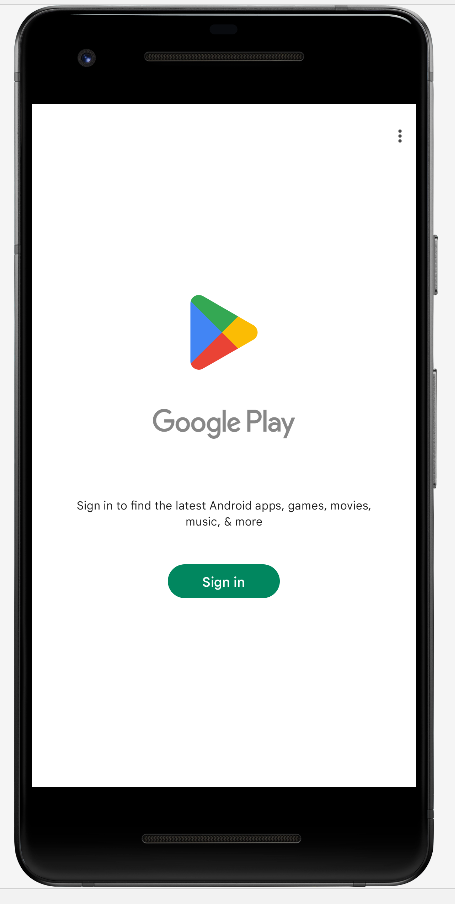 Google Play
Sign in to find the latest Android apps, games, movies,
music, & more
Sign in